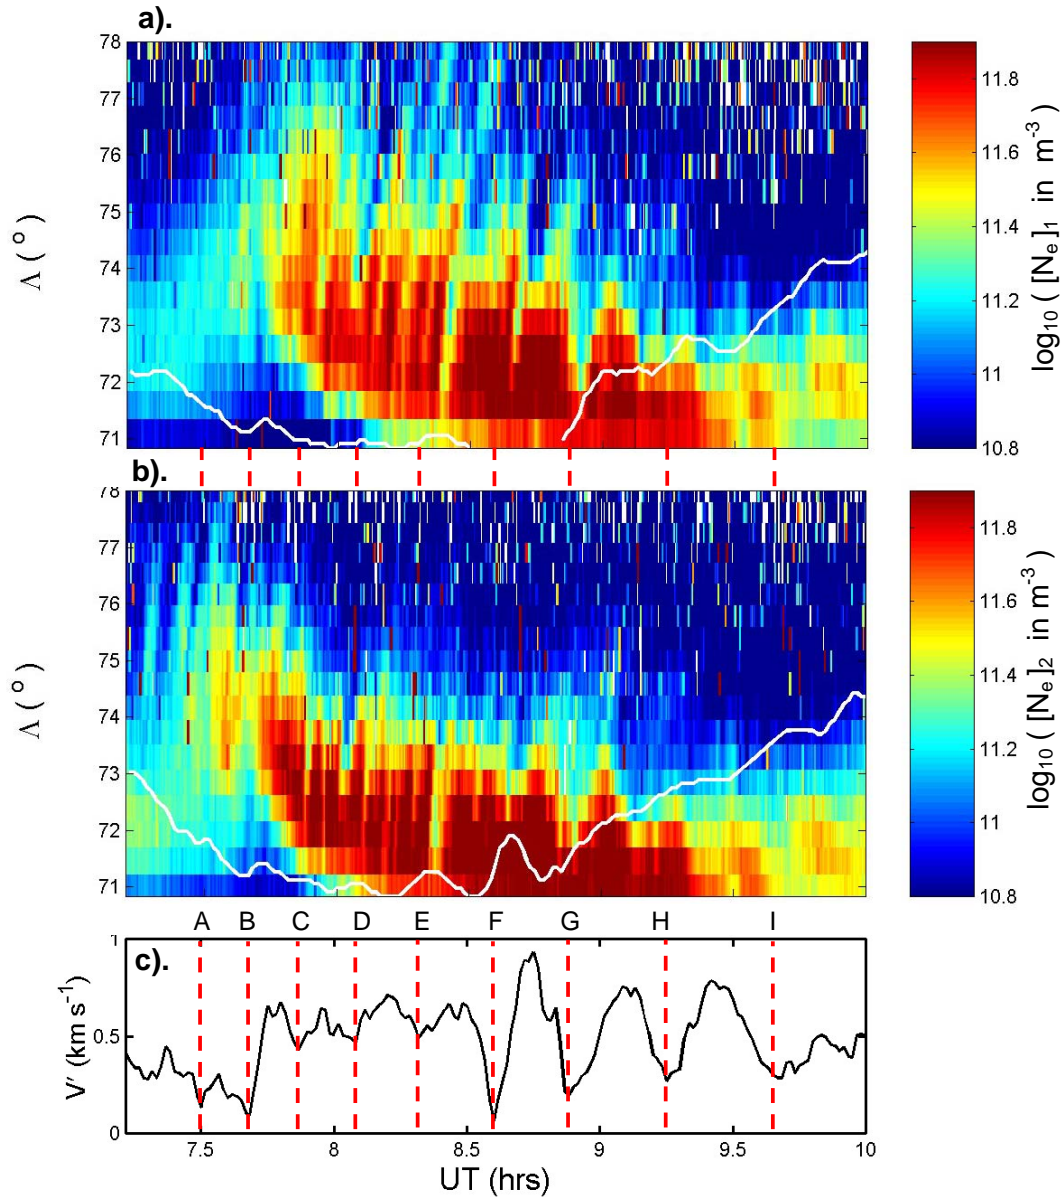 a).
78
77
76
75
74
73
72
71
Λ ( o )
11.8
11.6
11.4
11.2
11
10.8
log10 ( [Ne]1 in m-3 )
b).
78
77
76
75
74
73
72
71
Λ ( o )
11.8
11.6
11.4
11.2
11
10.8
log10 ( [Ne]2 in m-3 )
A B C D E F G H I
c).
1
0.5
0
V' (km s-1)
7.5 8 8.5 9 9.5 10
UT (hrs)